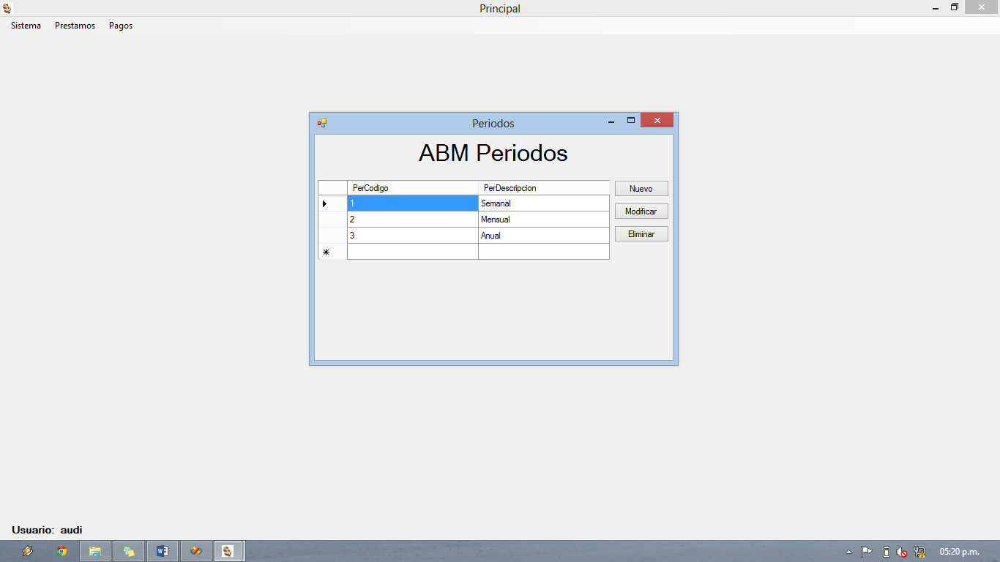 Principal
Sistema Prestamos Pagos
Periodos
ABM Periodos
PerCodigo PerDescripcion
1 Semanal
2 Mensual
3 Anual
Nuevo
Modificar
Eliminar
Usuario: audi
05:20 p.m.